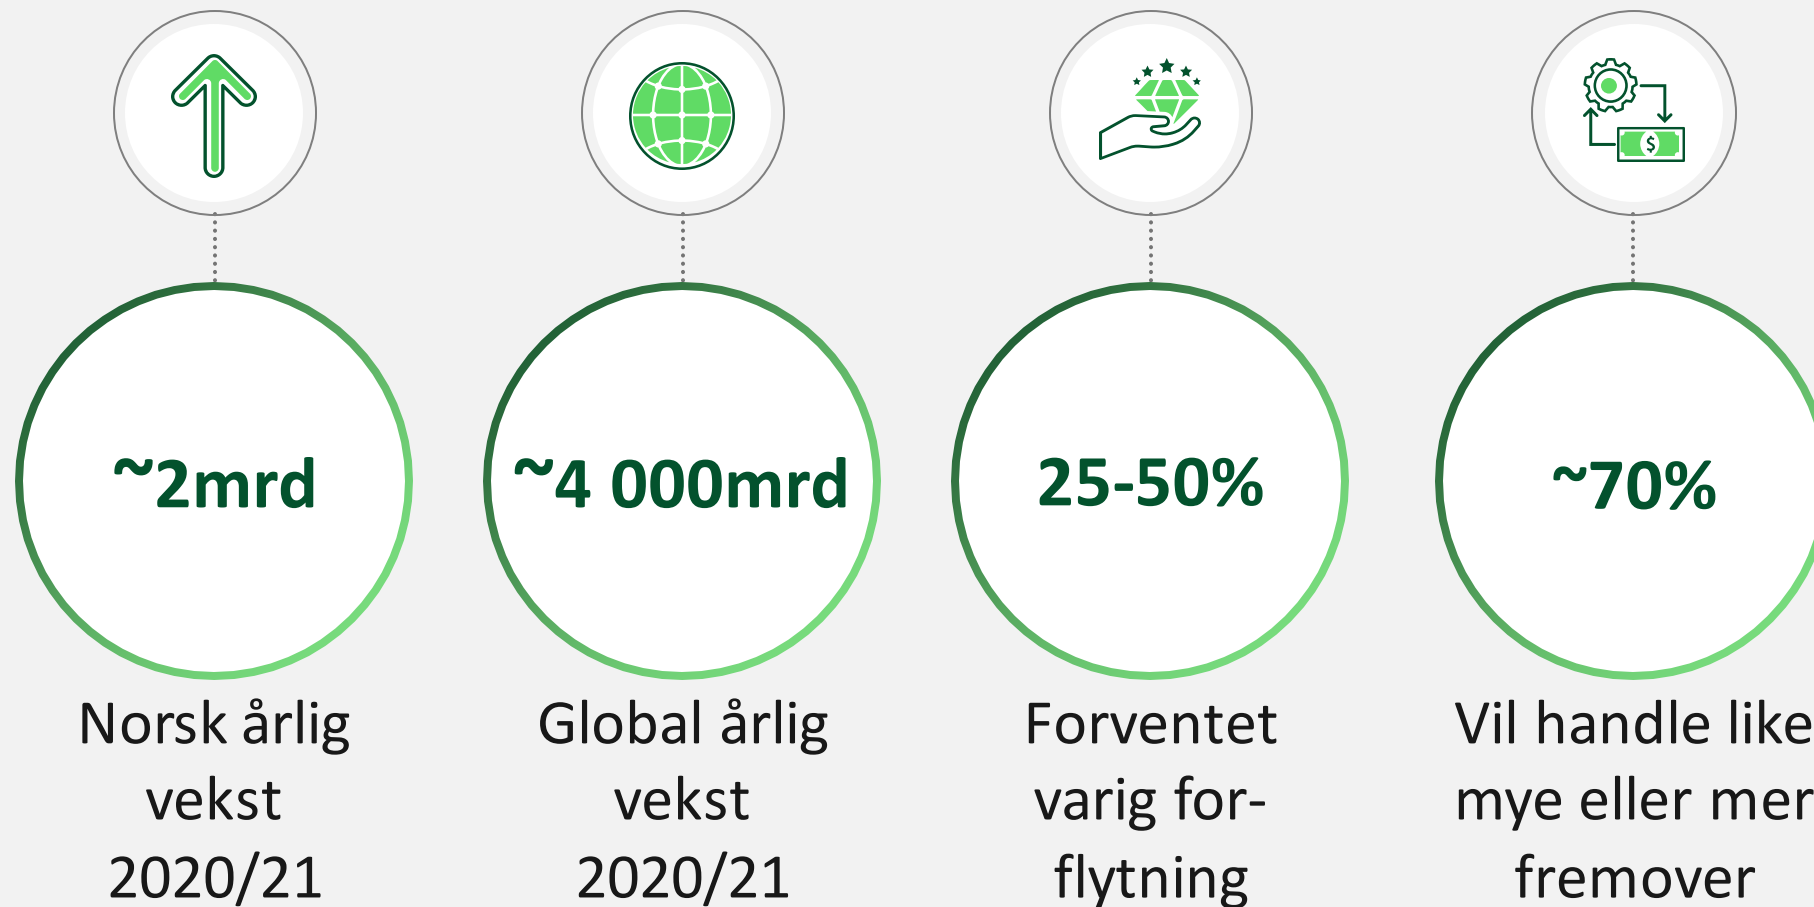 ~2mrd
Norsk årlig
vekst
2020/21
~4 000mrd
Global årlig
vekst
2020/21
25-50%
Forventet
varig for-
flytning
$
~70%
Vil handle like
mye eller mer
fremover